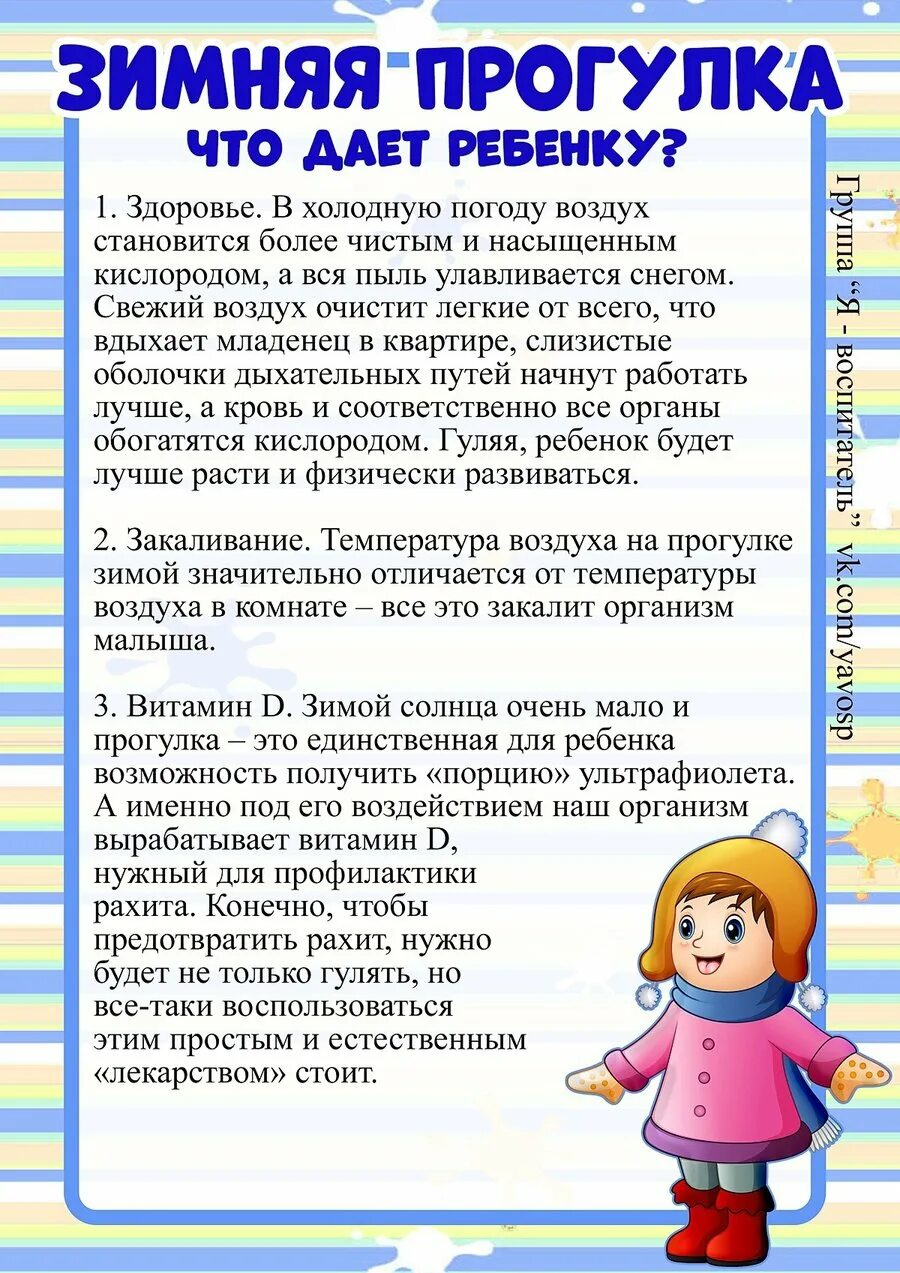 ЗИМНЯЯ ПРОГУЛКА
ЧТО ДАЕТ РЕБЕНКУ?
1. Здоровье. В холодную погоду воздух
становится более чистым и насыщенным
кислородом, а вся пыль улавливается снегом.
Свежий воздух очистит легкие от всего, что
вдыхает младенец в квартире, слизистые
оболочки дыхательных путей начнут работать
лучше, а кровь и соответственно все органы
обогатятся кислородом. Гуляя, ребенок будет
лучше расти и физически развиваться.
2. Закаливание. Температура воздуха на прогулке
зимой значительно отличается от температуры
воздуха в комнате – все это закалит организм
малыша.
3. Витамин D. Зимой солнца очень мало и
прогулка – это единственная для ребенка
возможность получить «порцию» ультрафиолета.
А именно под его воздействием наш организм
вырабатывает витамин D,
нужный для профилактики
рахита. Конечно, чтобы
предотвратить рахит, нужно
будет не только гулять, но
все-таки воспользоваться
этим простым и естественным
«лекарством» стоит.
Группа “Я - воспитатель” vk.com/yavosp